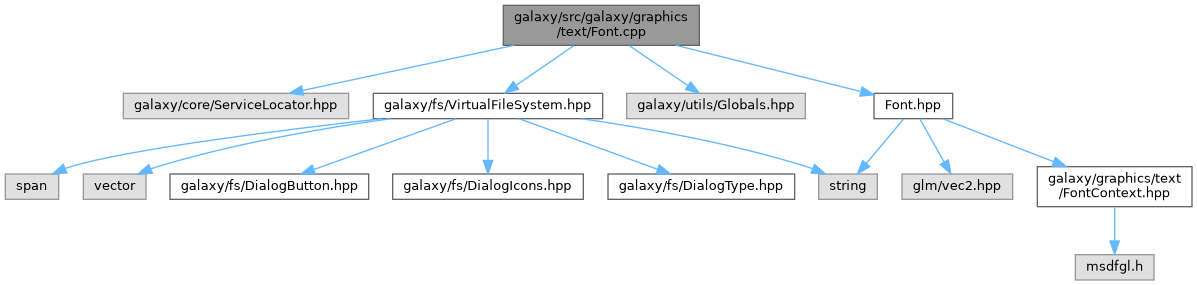 galaxy/src/galaxy/graphics
/text/Font.cpp
galaxy/core/ServiceLocator.hpp
galaxy/fs/VirtualFileSystem.hpp
galaxy/utils/Globals.hpp
Font.hpp
span
vector
galaxy/fs/DialogButton.hpp
galaxy/fs/DialogIcons.hpp
galaxy/fs/DialogType.hpp
string
glm/vec2.hpp
galaxy/graphics/text
/FontContext.hpp
msdfgl.h